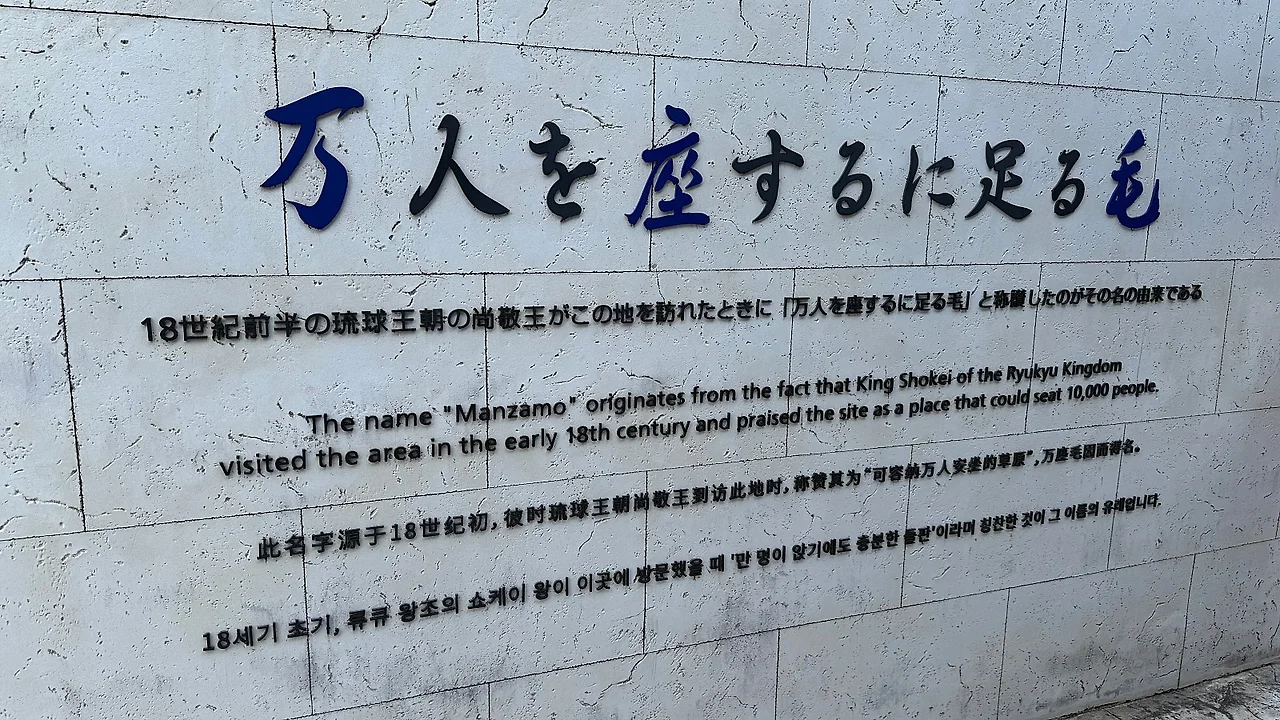 万人を座するに足る毛
18世紀前半の琉球王朝の尚敬王がこの地を訪れたときに「万人を座するに足る毛」と称讃したのがその名の由来である
The name "Manzamo" originates from the fact that King Shokei of the Ryukyu Kingdom
visited the area in the early 18th century and praised the site as a place that could seat 10,000 people.
此名字源于18世纪初,彼时琉球王朝尚敬王到访此地时,称赞其为“可容纳万人安坐的草原”,万座毛因而得名。
18세기 초기, 류큐 왕조의 쇼케이 왕이 이곳에 방문했을 때 '만 명이 앉기에도 충분한 들판'이라며 칭찬한 것이 그 이름의 유래입니다.